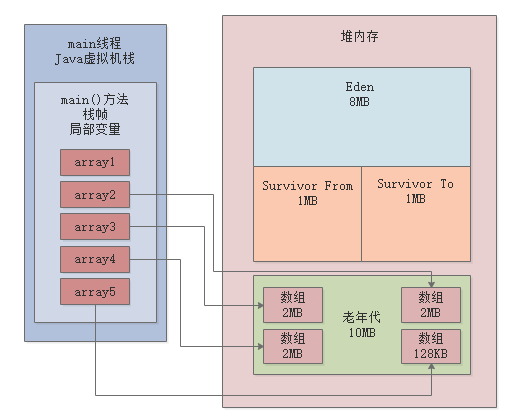 main线程
Java虚拟机栈
main()方法
栈帧
局部变量
array1
array2
array3
array4
array5
堆内存
Eden
8MB
Survivor From
1MB
Survivor To
1MB
数组
2MB
数组
2MB
老年代
10MB
数组
2MB
数组
128KB